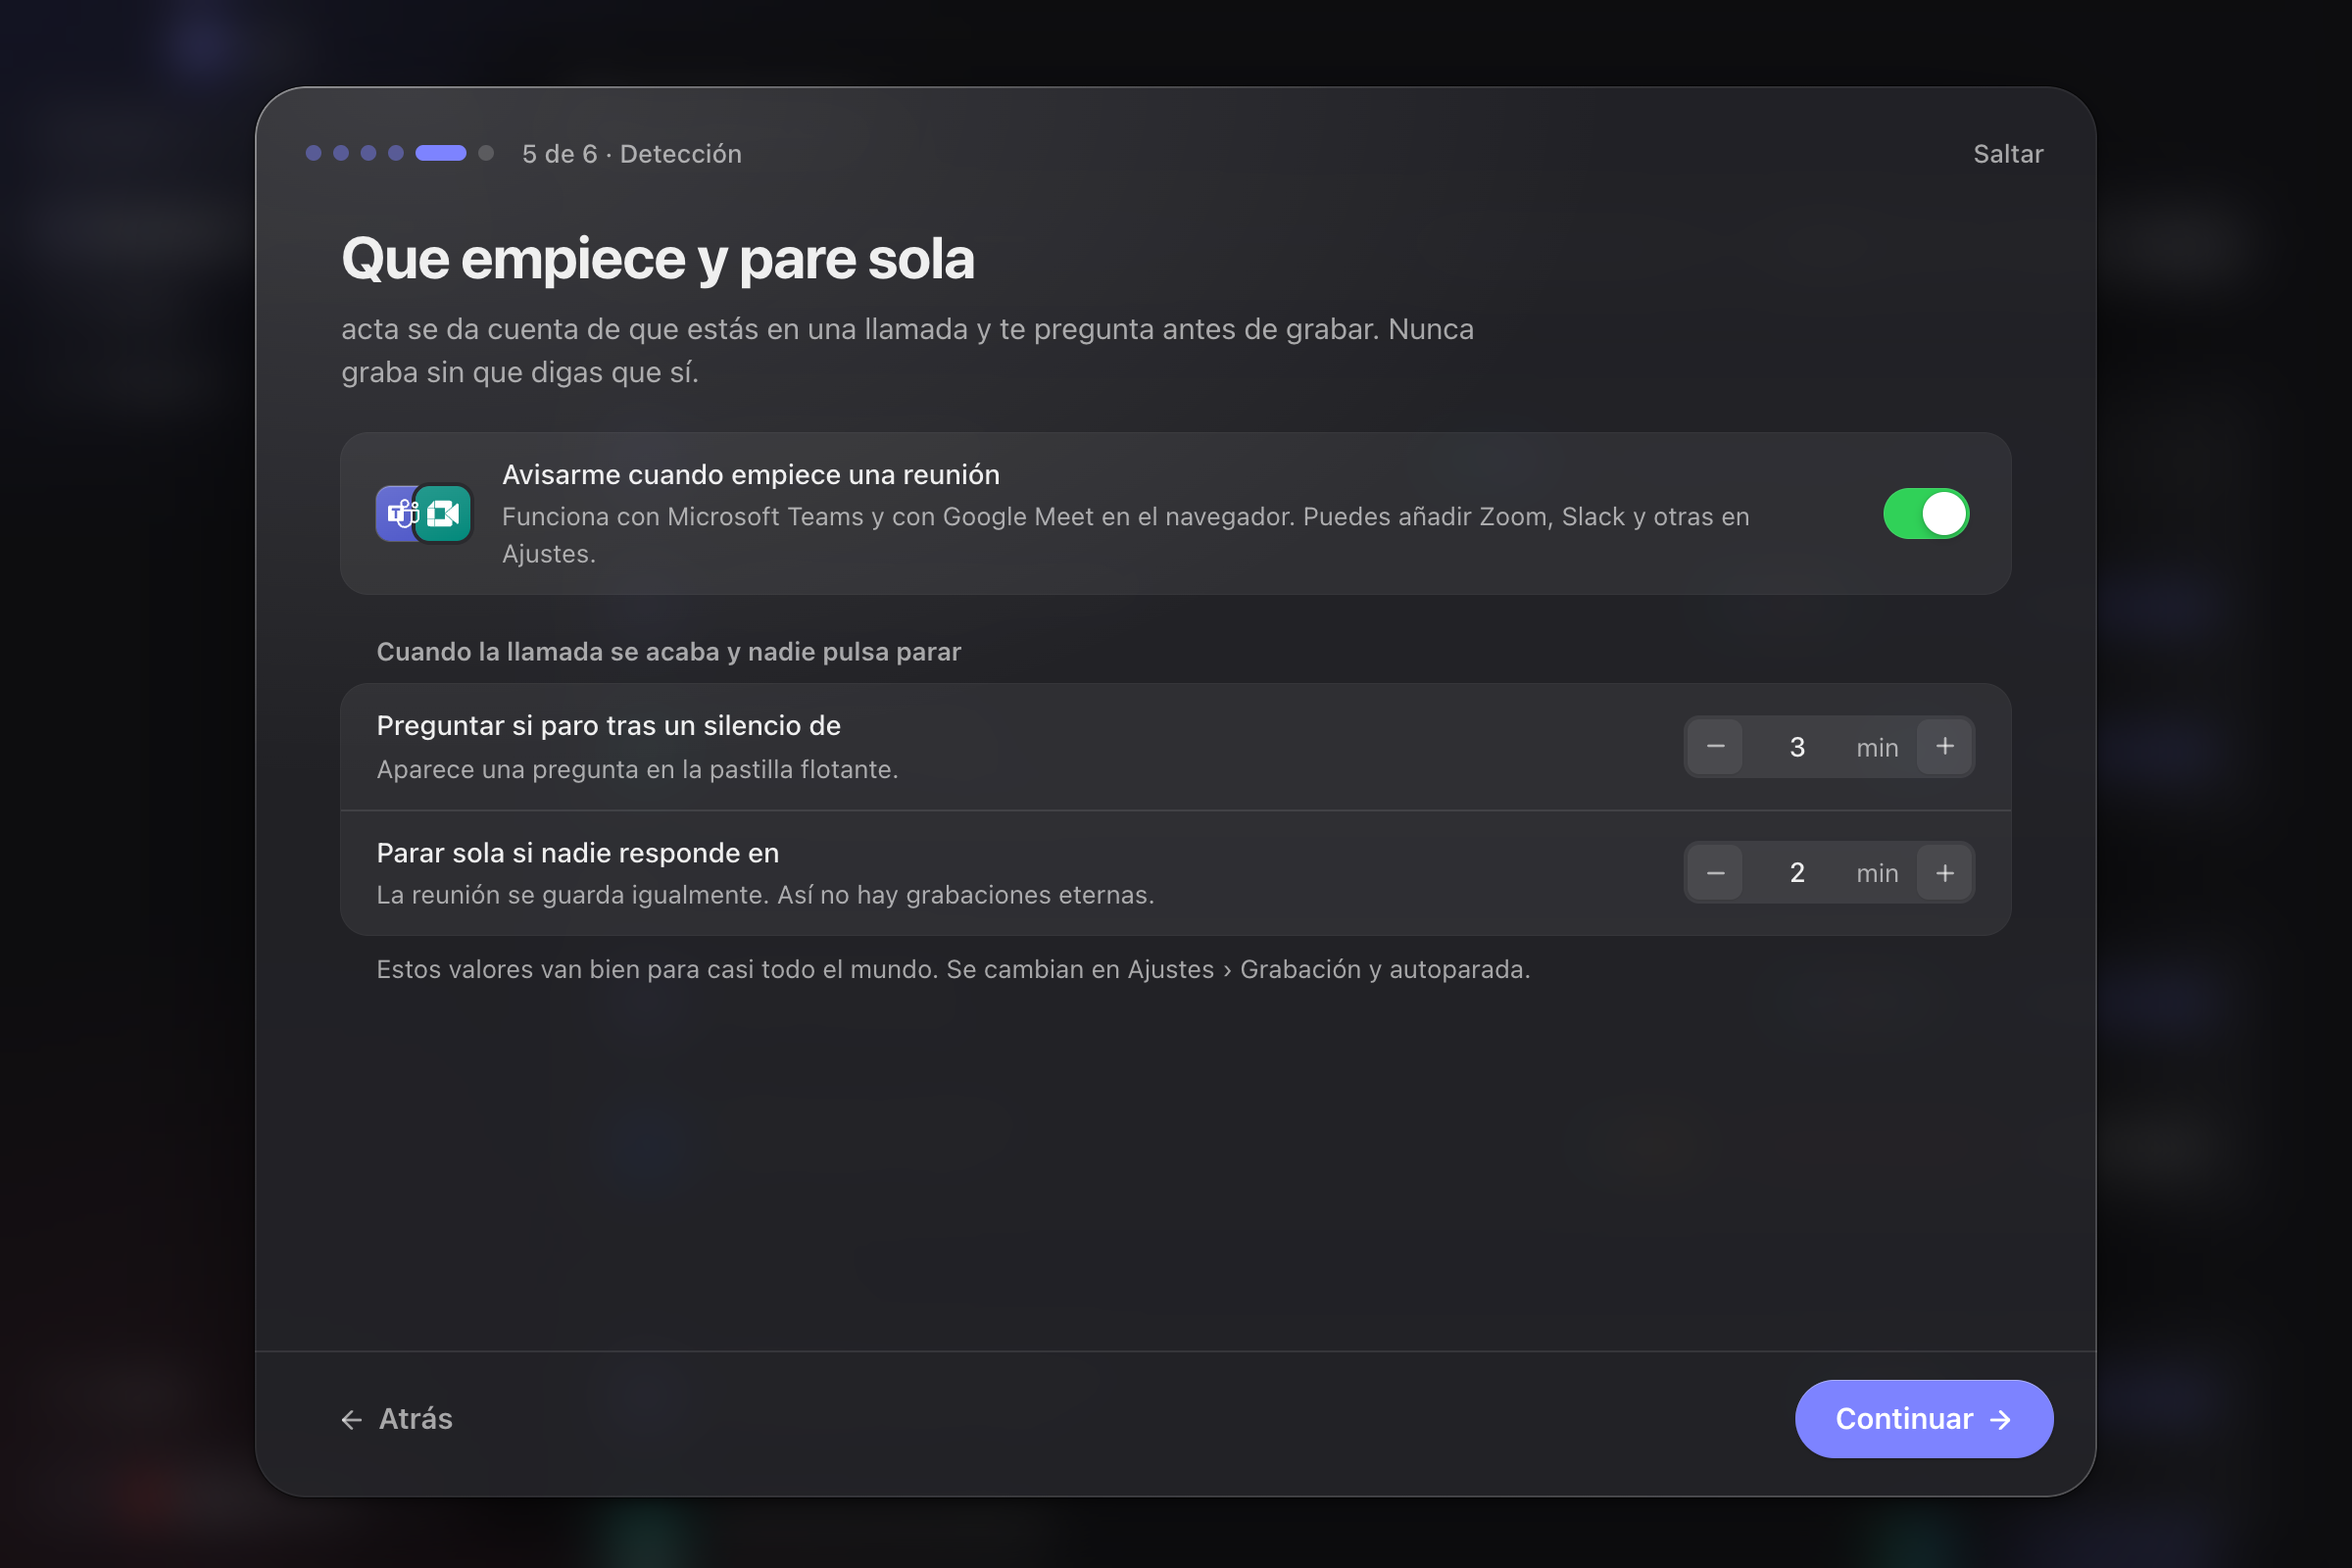 5 de 6 · Detección
Saltar
Que empiece y pare sola
acta se da cuenta de que estás en una llamada y te pregunta antes de grabar. Nunca
graba sin que digas que sí.
Avisarme cuando empiece una reunión
Funciona con Microsoft Teams y con Google Meet en el navegador. Puedes añadir Zoom, Slack y otras en
Ajustes.
Cuando la llamada se acaba y nadie pulsa parar
Preguntar si paro tras un silencio de
Aparece una pregunta en la pastilla flotante.
− 3 min +
Parar sola si nadie responde en
La reunión se guarda igualmente. Así no hay grabaciones eternas.
− 2 min +
Estos valores van bien para casi todo el mundo. Se cambian en Ajustes › Grabación y autoparada.
← Atrás
Continuar →